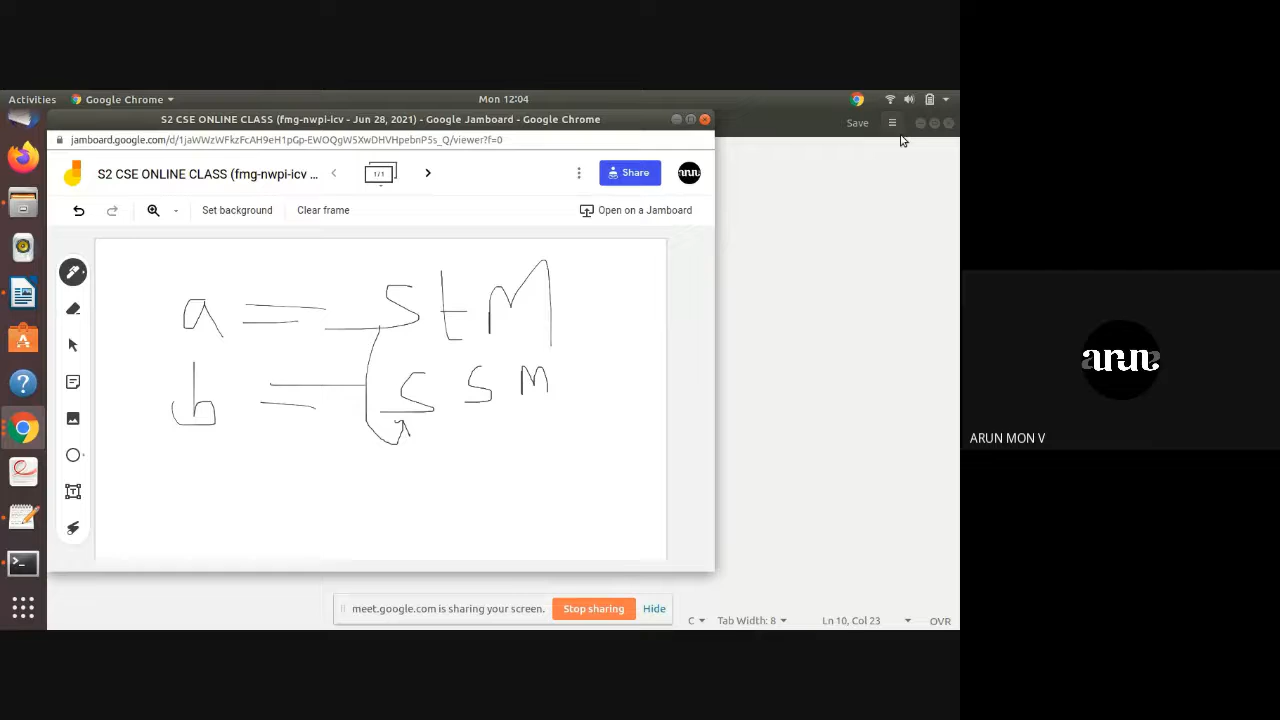 Activities Google Chrome Mon 12:04
S2 CSE ONLINE CLASS (fmg-nwpi-icv - Jun 28, 2021) - Google Jamboard - Google Chrome
Save
jamboard.google.com/d/1jaWWzWFkzFcAH9eH1pGp-EWOQgW5XwDHVHpebnP5s_Q/viewer?f=0
S2 CSE ONLINE CLASS (fmg-nwpi-icv ... 1/1 Share arun
Set background Clear frame Open on a Jamboard
a = s t M
b = s s m
arun
ARUN MON V
meet.google.com is sharing your screen. Stop sharing Hide
C Tab Width: 8 Ln 10, Col 23 OVR